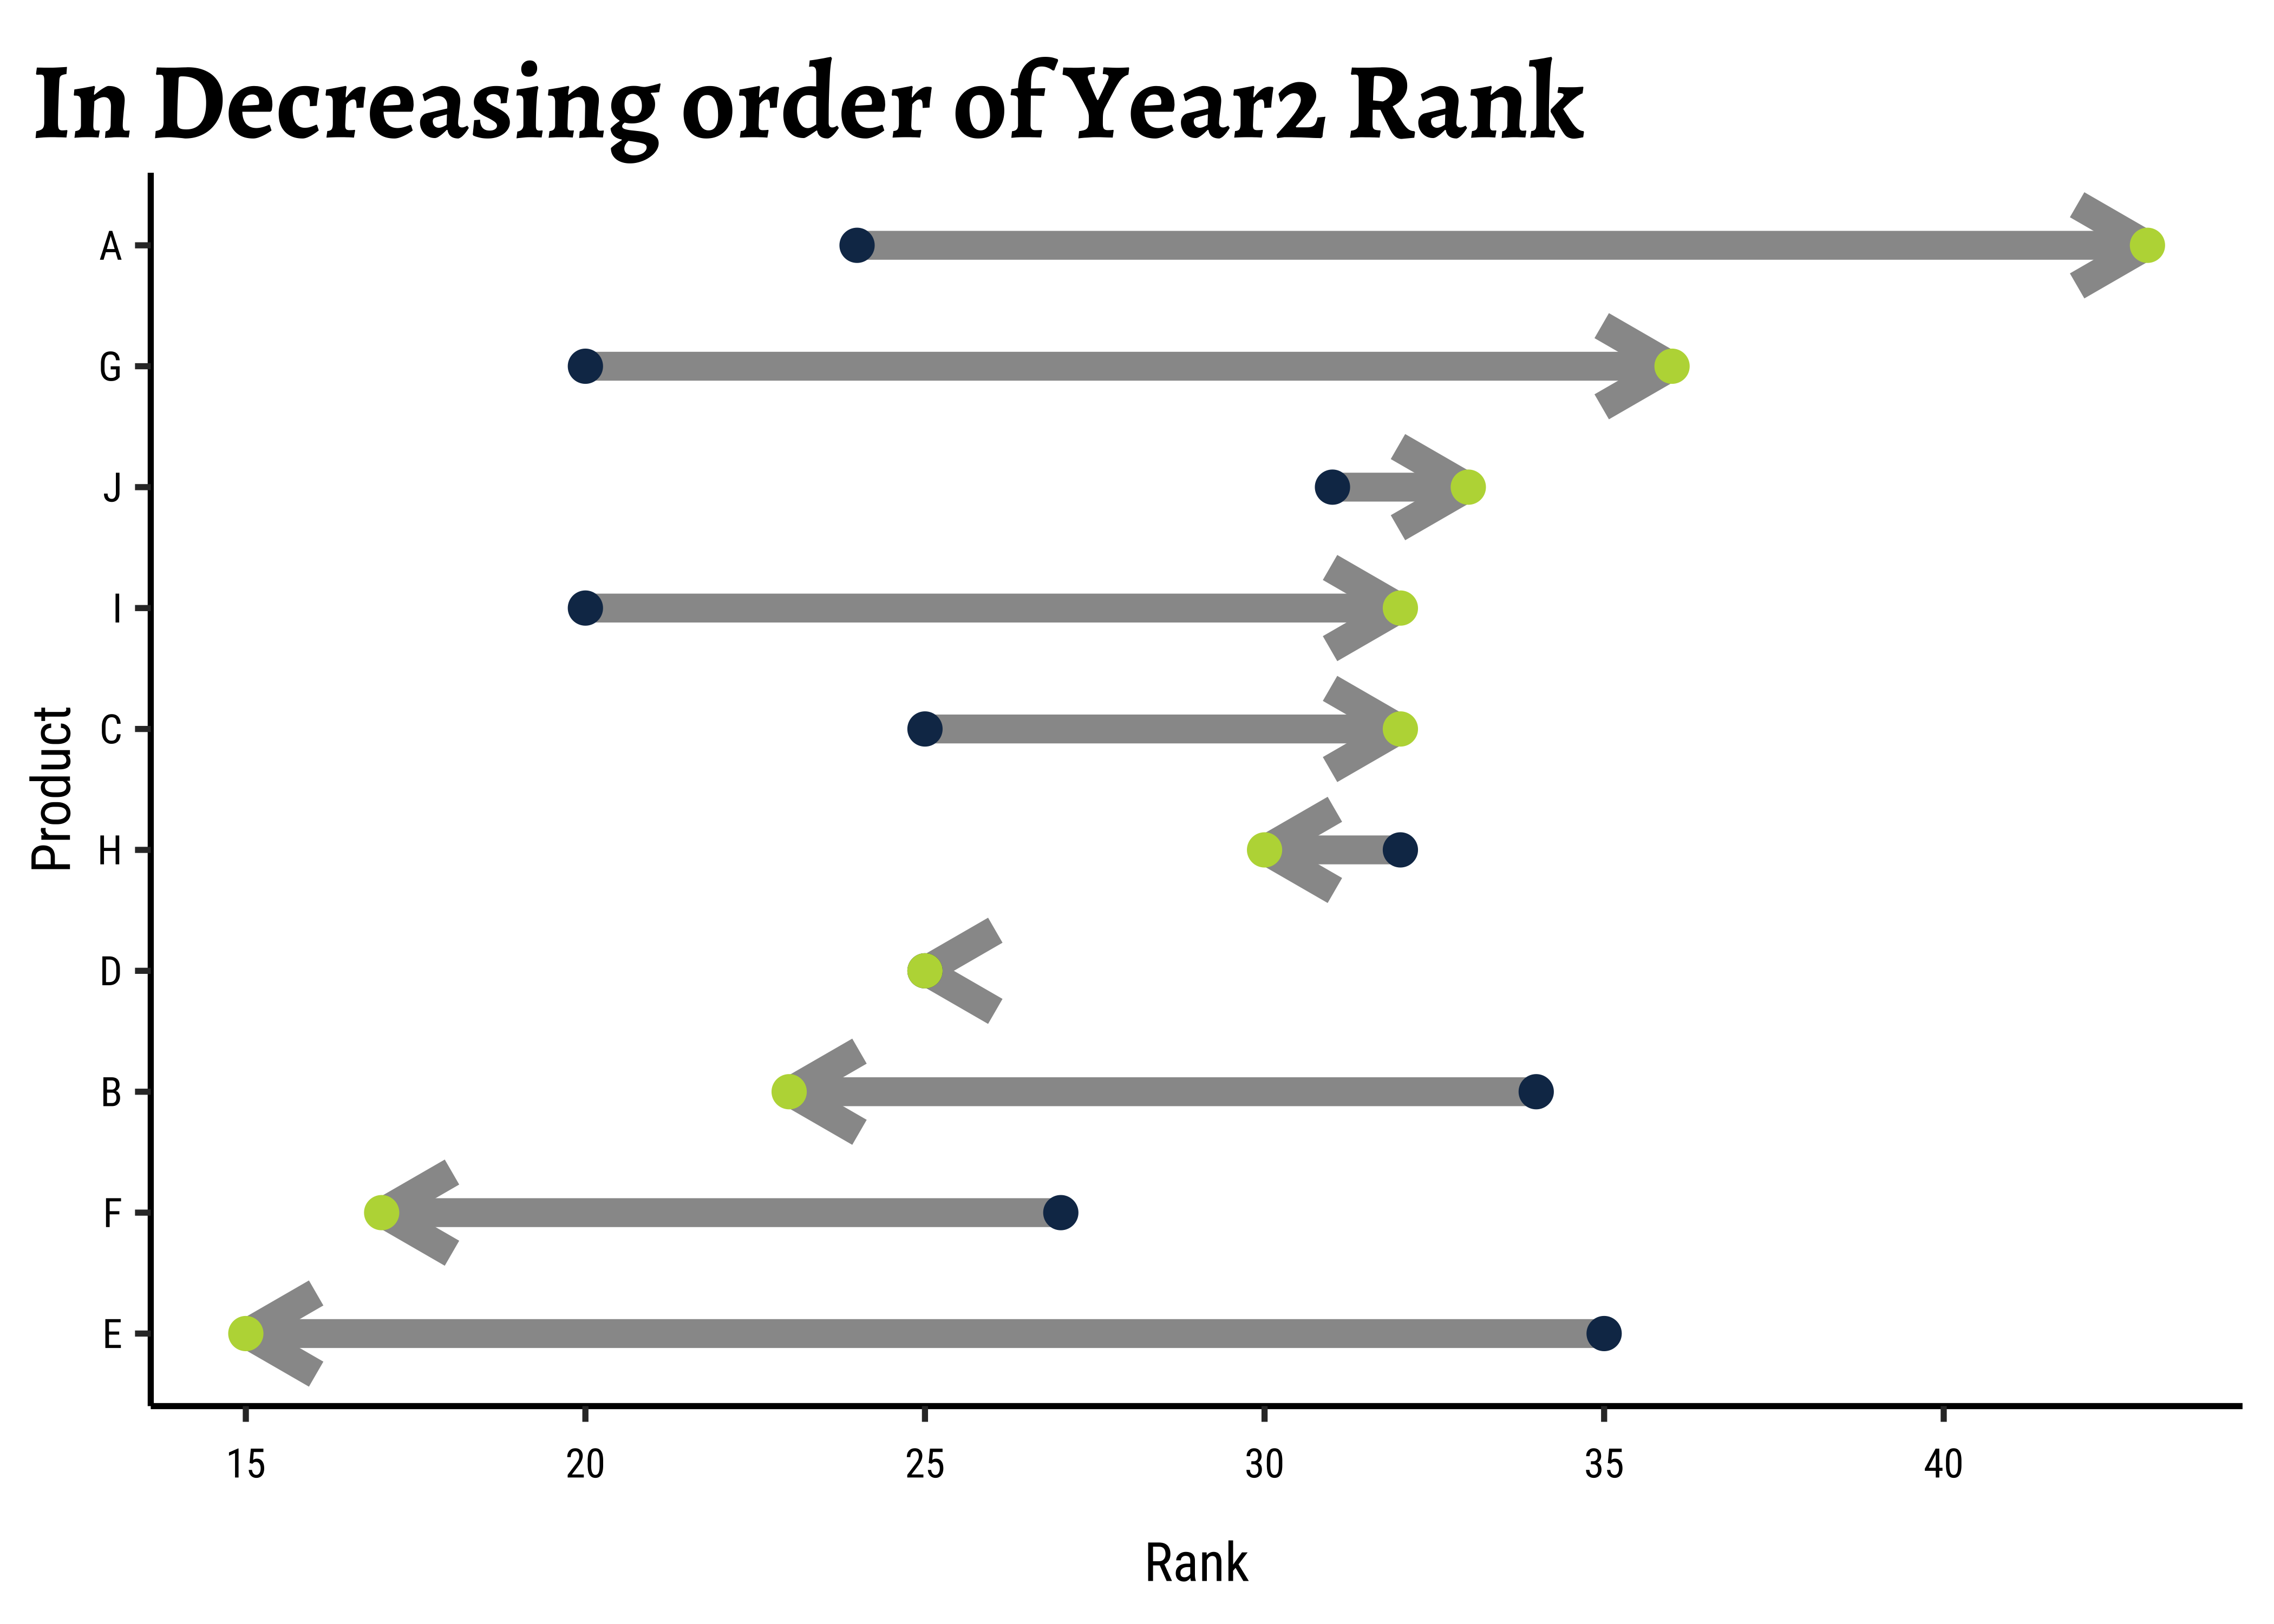 In Decreasing order of Year2 Rank
A
G
J
I
C
H
D
B
F
E
Product
15 20 25 30 35 40
Rank